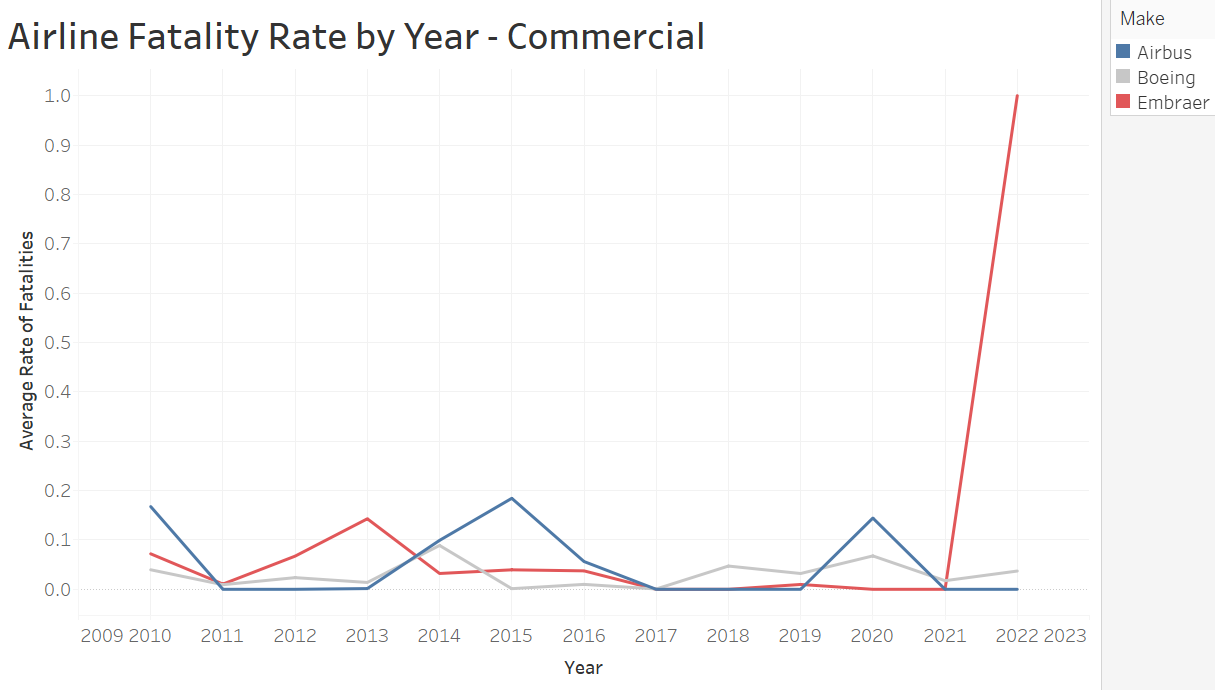 Airline Fatality Rate by Year - Commercial
Make
Airbus
Boeing
Embraer
Average Rate of Fatalities
1.0
0.9
0.8
0.7
0.6
0.5
0.4
0.3
0.2
0.1
0.0
2009 2010 2011 2012 2013 2014 2015 2016 2017 2018 2019 2020 2021 2022 2023
Year